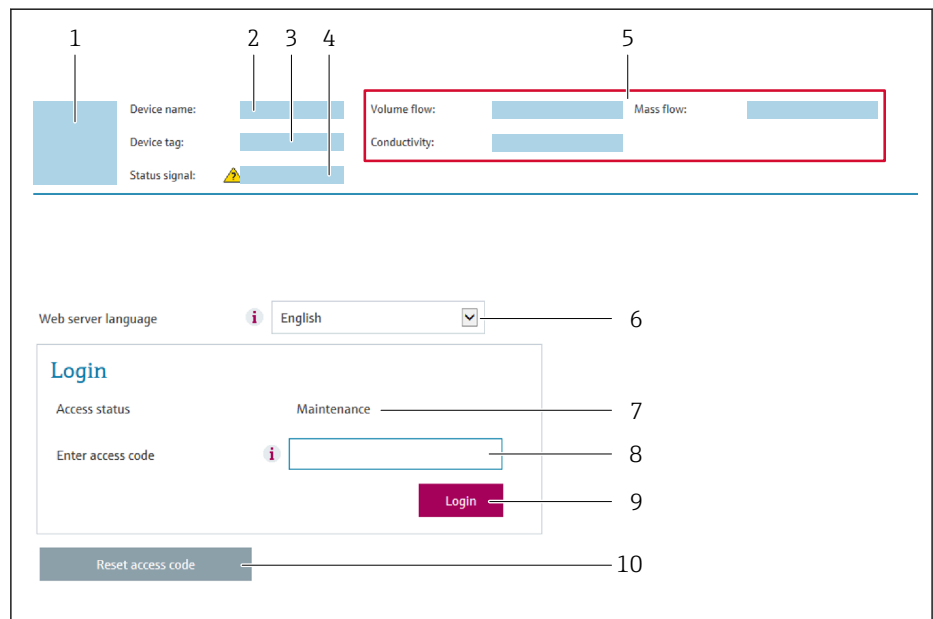 1 2 3 4 5
Device name: Volume flow: Mass flow:
Device tag: Conductivity:
Status signal: ?
Web server language i English 6
Login
Access status Maintenance 7
Enter access code i 8
Login 9
Reset access code 10